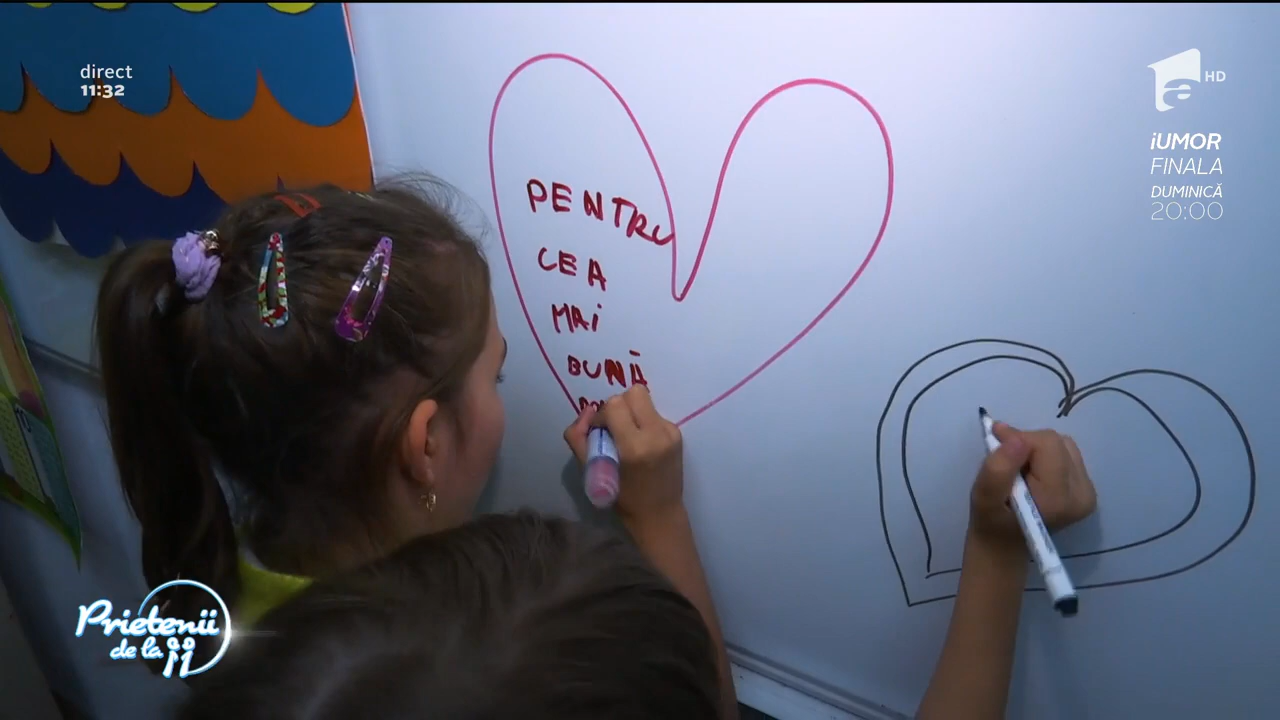 direct
11:32
HD
iUMOR
FINALA
DUMINICĂ
20:00
PENTRU
CEA
MAi
BUNĂ
Prietenii
de la 11